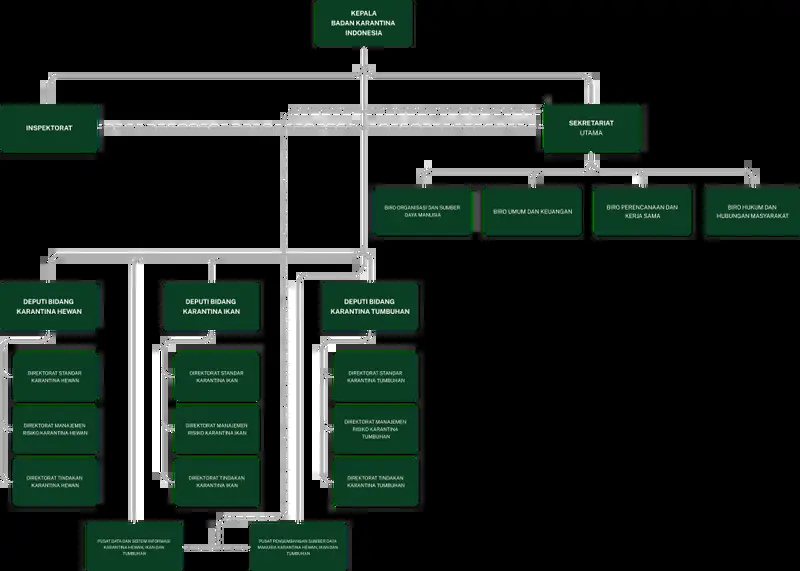 KEPALA
BADAN KARANTINA
INDONESIA
INSPEKTORAT
SEKRETARIAT
UTAMA
BIRO ORGANISASI DAN SUMBER
DAYA MANUSIA
BIRO UMUM DAN KEUANGAN
BIRO PERENCANAAN DAN
KERJA SAMA
BIRO HUKUM DAN
HUBUNGAN MASYARAKAT
DEPUTI BIDANG
KARANTINA HEWAN
DEPUTI BIDANG
KARANTINA IKAN
DEPUTI BIDANG
KARANTINA TUMBUHAN
DIREKTORAT STANDAR
KARANTINA HEWAN
DIREKTORAT STANDAR
KARANTINA IKAN
DIREKTORAT STANDAR
KARANTINA TUMBUHAN
DIREKTORAT MANAJEMEN
RISIKO KARANTINA HEWAN
DIREKTORAT MANAJEMEN
RISIKO KARANTINA IKAN
DIREKTORAT MANAJEMEN
RISIKO KARANTINA
TUMBUHAN
DIREKTORAT TINDAKAN
KARANTINA HEWAN
DIREKTORAT TINDAKAN
KARANTINA IKAN
DIREKTORAT TINDAKAN
KARANTINA TUMBUHAN
PUSAT DATA DAN SISTEM INFORMASI
KARANTINA HEWAN, IKAN DAN
TUMBUHAN
PUSAT PENGEMBANGAN SUMBER DAYA
MANUSIA KARANTINA HEWAN, IKAN DAN
TUMBUHAN